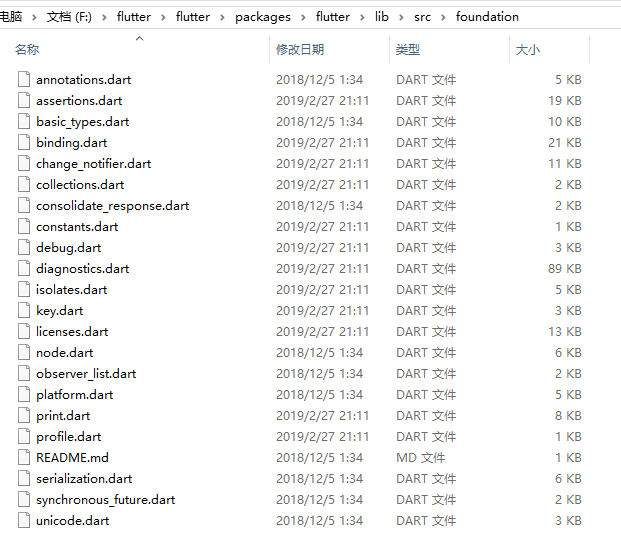 电脑 › 文档 (F:) › flutter › flutter › packages › flutter › lib › src › foundation
名称 修改日期 类型 大小
annotations.dart 2018/12/5 1:34 DART 文件 5 KB
assertions.dart 2019/2/27 21:11 DART 文件 19 KB
basic_types.dart 2018/12/5 1:34 DART 文件 10 KB
binding.dart 2019/2/27 21:11 DART 文件 21 KB
change_notifier.dart 2019/2/27 21:11 DART 文件 11 KB
collections.dart 2019/2/27 21:11 DART 文件 2 KB
consolidate_response.dart 2018/12/5 1:34 DART 文件 2 KB
constants.dart 2019/2/27 21:11 DART 文件 1 KB
debug.dart 2019/2/27 21:11 DART 文件 3 KB
diagnostics.dart 2019/2/27 21:11 DART 文件 89 KB
isolates.dart 2019/2/27 21:11 DART 文件 5 KB
key.dart 2019/2/27 21:11 DART 文件 3 KB
licenses.dart 2019/2/27 21:11 DART 文件 13 KB
node.dart 2018/12/5 1:34 DART 文件 6 KB
observer_list.dart 2018/12/5 1:34 DART 文件 2 KB
platform.dart 2018/12/5 1:34 DART 文件 5 KB
print.dart 2019/2/27 21:11 DART 文件 8 KB
profile.dart 2019/2/27 21:11 DART 文件 1 KB
README.md 2018/12/5 1:34 MD 文件 1 KB
serialization.dart 2018/12/5 1:34 DART 文件 6 KB
synchronous_future.dart 2018/12/5 1:34 DART 文件 2 KB
unicode.dart 2018/12/5 1:34 DART 文件 3 KB